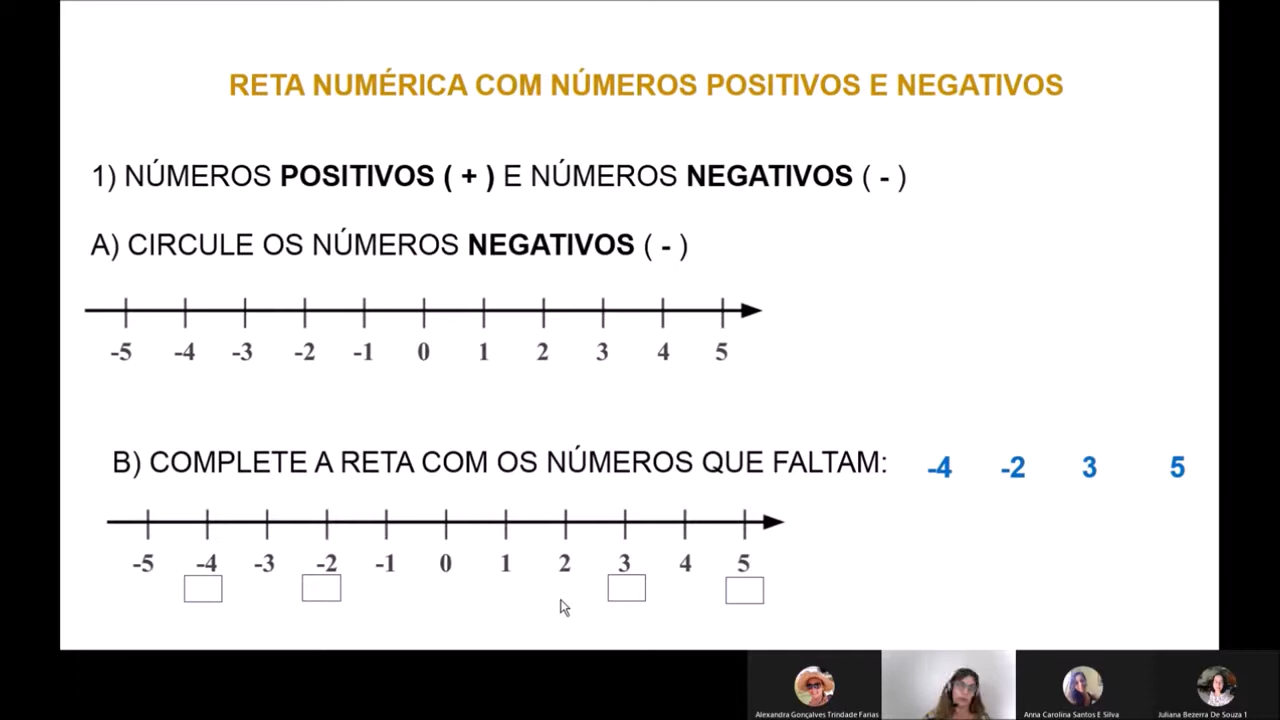 RETA NUMÉRICA COM NÚMEROS POSITIVOS E NEGATIVOS
1) NÚMEROS POSITIVOS ( + ) E NÚMEROS NEGATIVOS ( - )
A) CIRCULE OS NÚMEROS NEGATIVOS ( - )
-5 -4 -3 -2 -1 0 1 2 3 4 5
B) COMPLETE A RETA COM OS NÚMEROS QUE FALTAM: -4 -2 3 5
-5 -4 -3 -2 -1 0 1 2 3 4 5
Alexandra Gonçalves Trindade Farias Anna Carolina Santos E Silva Juliana Bezerra De Souza 1